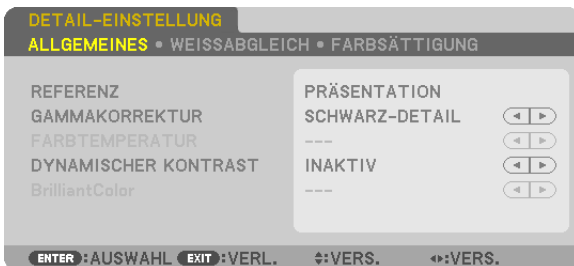 DETAIL-EINSTELLUNG
ALLGEMEINES • WEISSABGLEICH • FARBSÄTTIGUNG
REFERENZ PRÄSENTATION
GAMMAKORREKTUR SCHWARZ-DETAIL
FARBTEMPERATUR ---
DYNAMISCHER KONTRAST INAKTIV
BrilliantColor ---
ENTER :AUSWAHL EXIT :VERL. :VERS. :VERS.